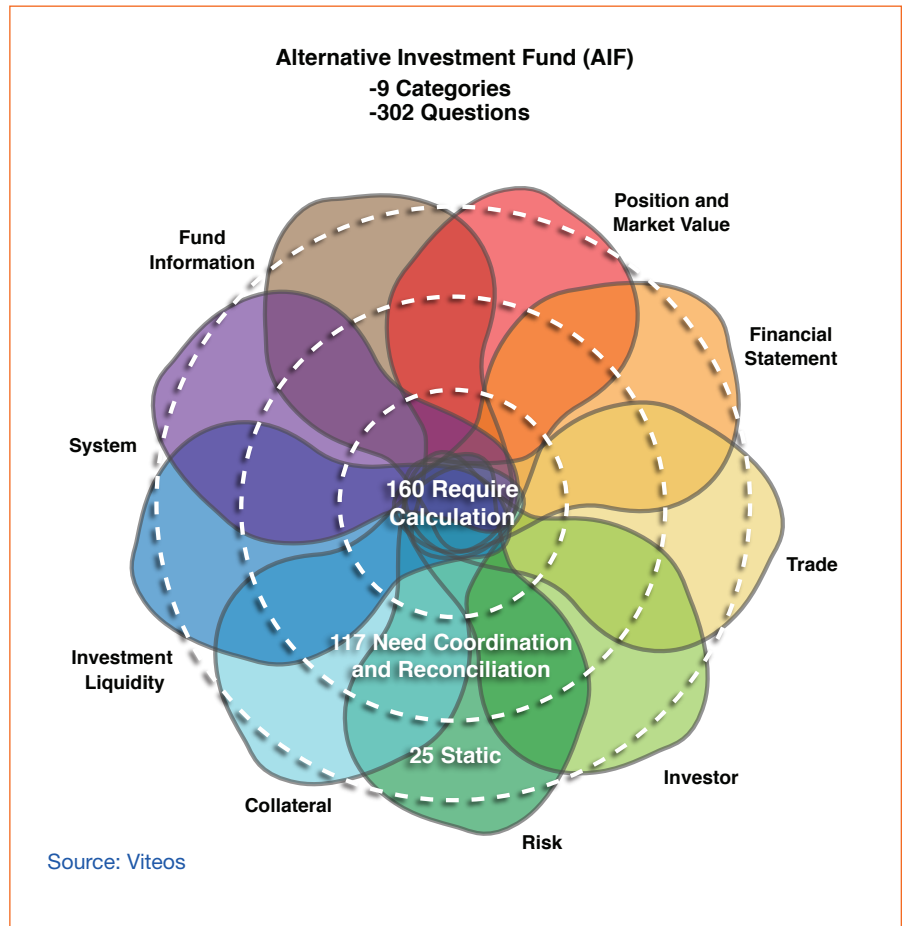 Alternative Investment Fund (AIF)
-9 Categories
-302 Questions
Position and
Market Value
Fund
Information
Financial
Statement
System
160 Require
Calculation
Trade
117 Need Coordination
and Reconciliation
Investment
Liquidity
25 Static
Investor
Collateral
Risk
Source: Viteos